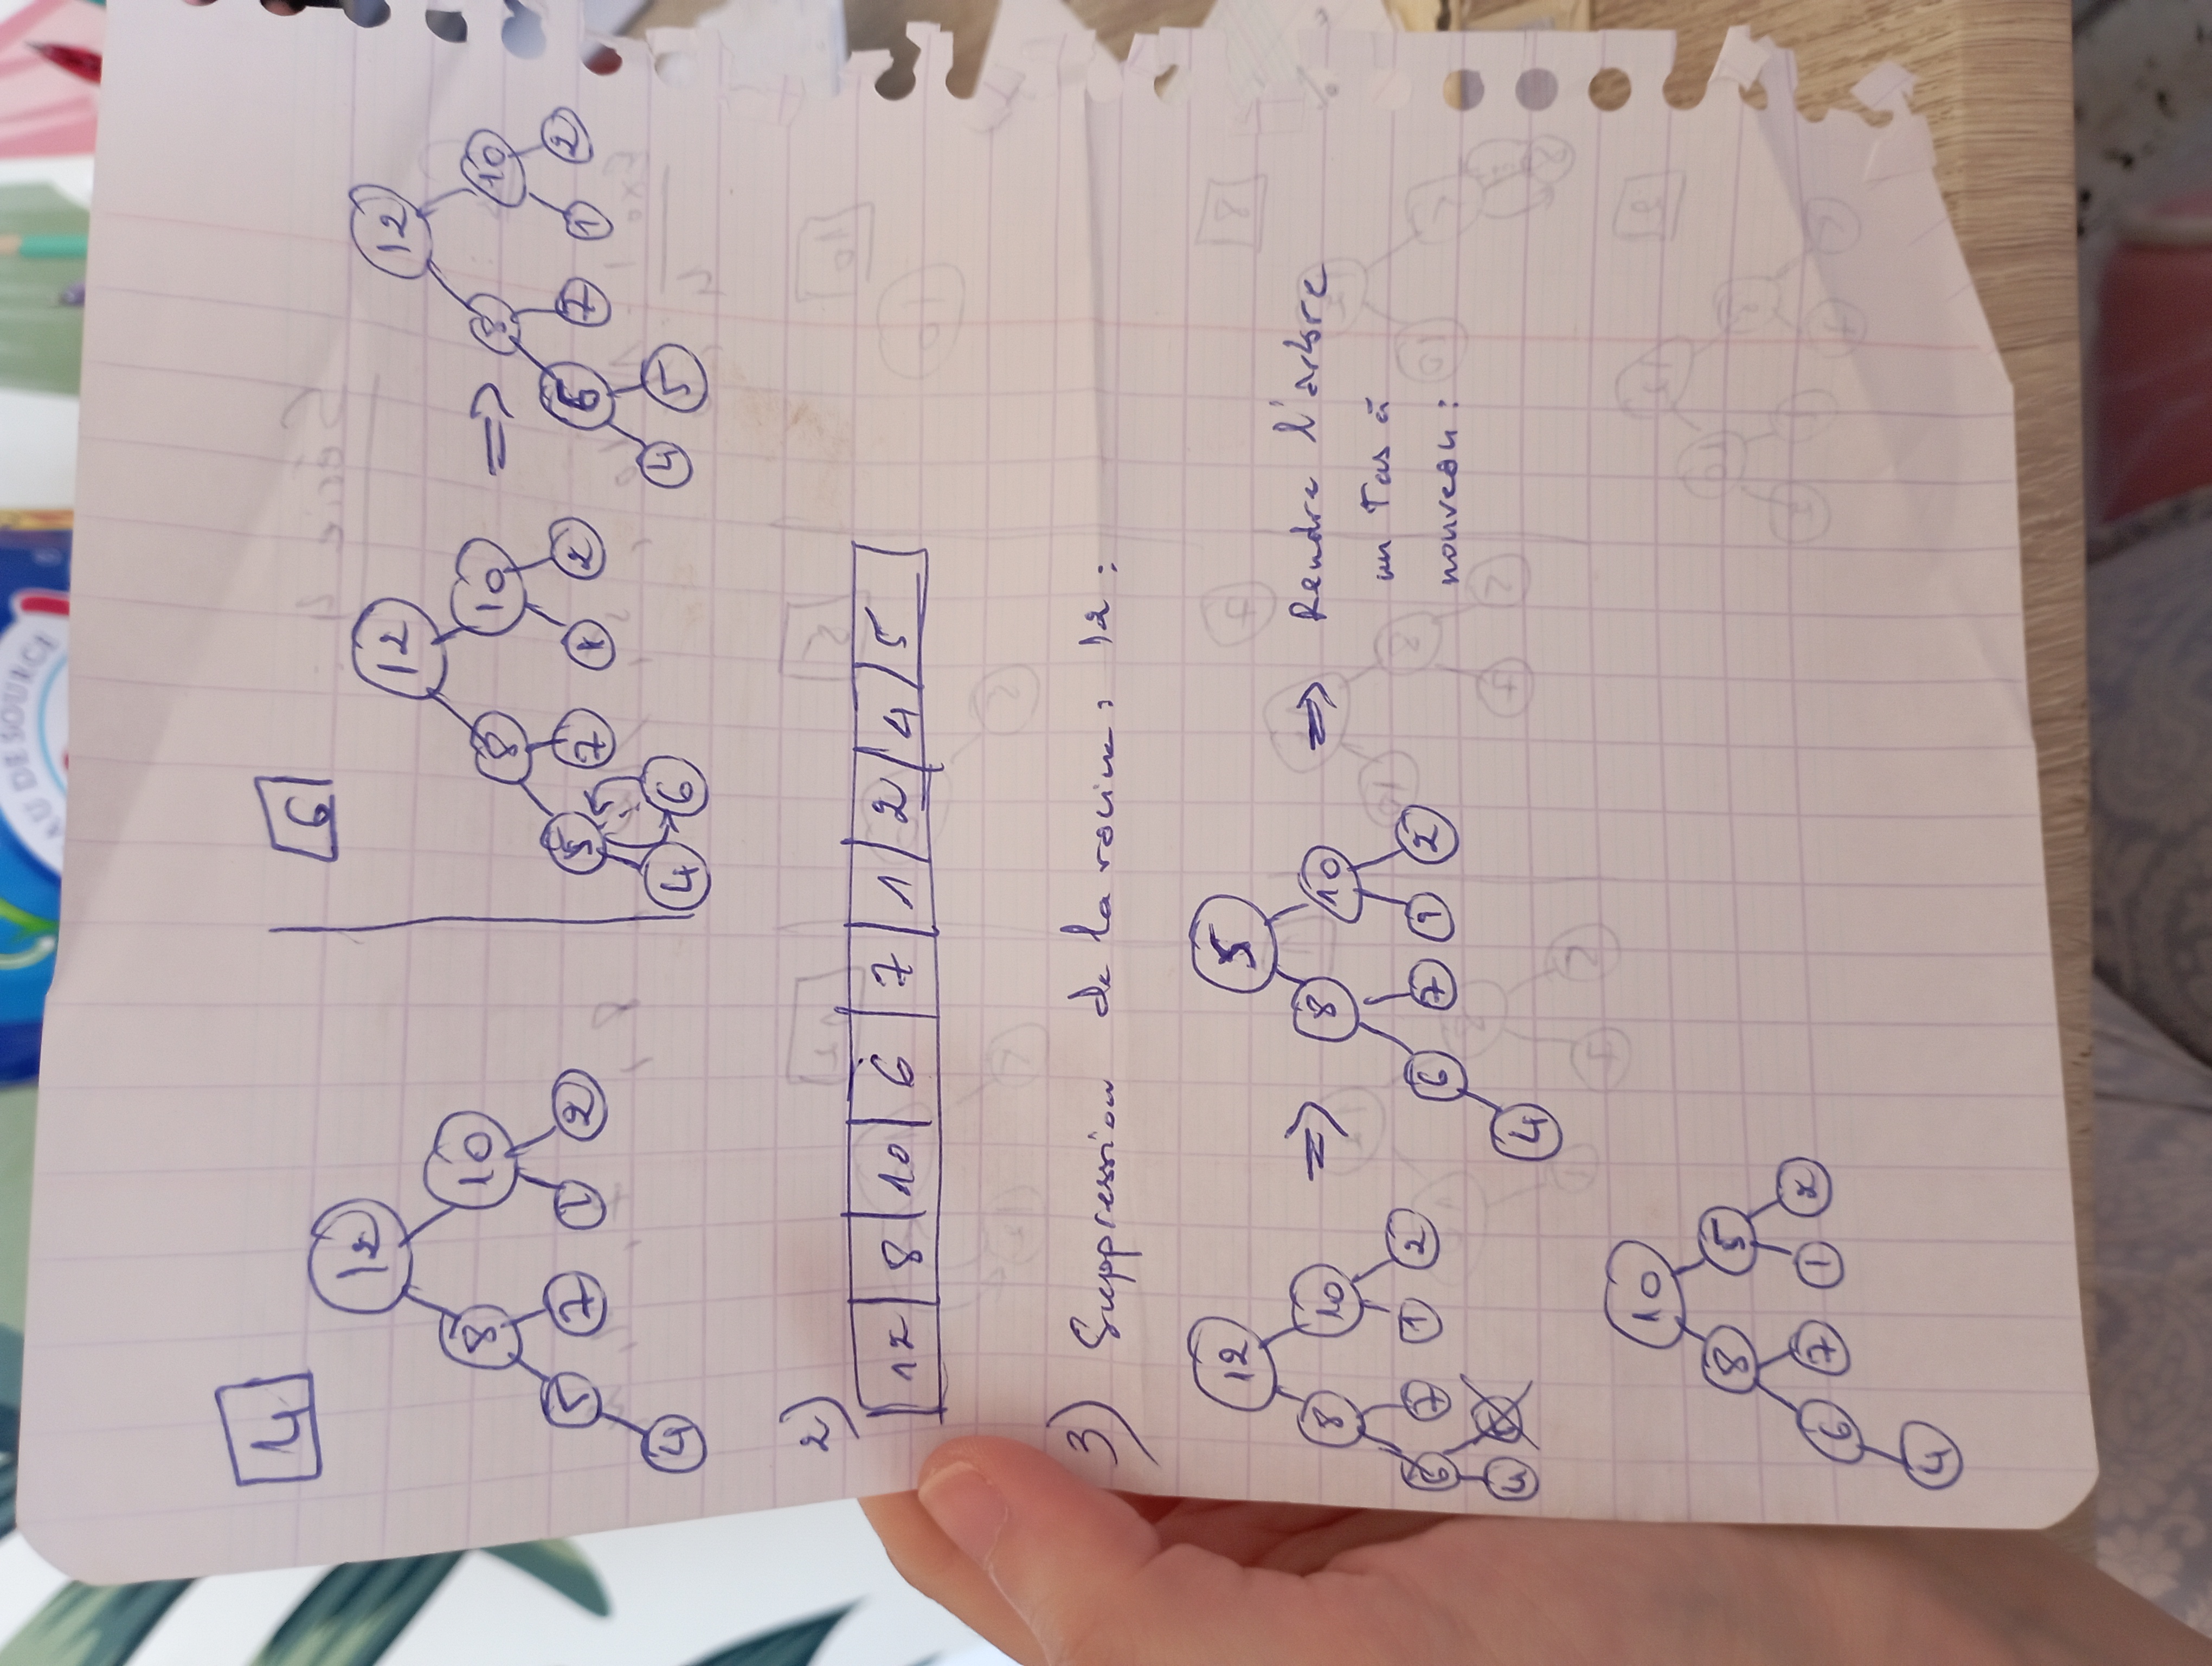 AU DE SOURCE
4
12
8 10
5 7 1 2
4
6
12
8 10
5 7 1 2
4 6
⇒
12
8 10
6 7 1 2
4 5
2)
12 8 10 6 7 1 2 4 5
3) Suppression de la racine : 12 :
12
8 10
6 7 1 2
4
⇒
5
8 10
6 7 1 2
4
⇒ Rendre l'arbre
un Tas à
nouveau :
10
8 5
6 7 1 2
4